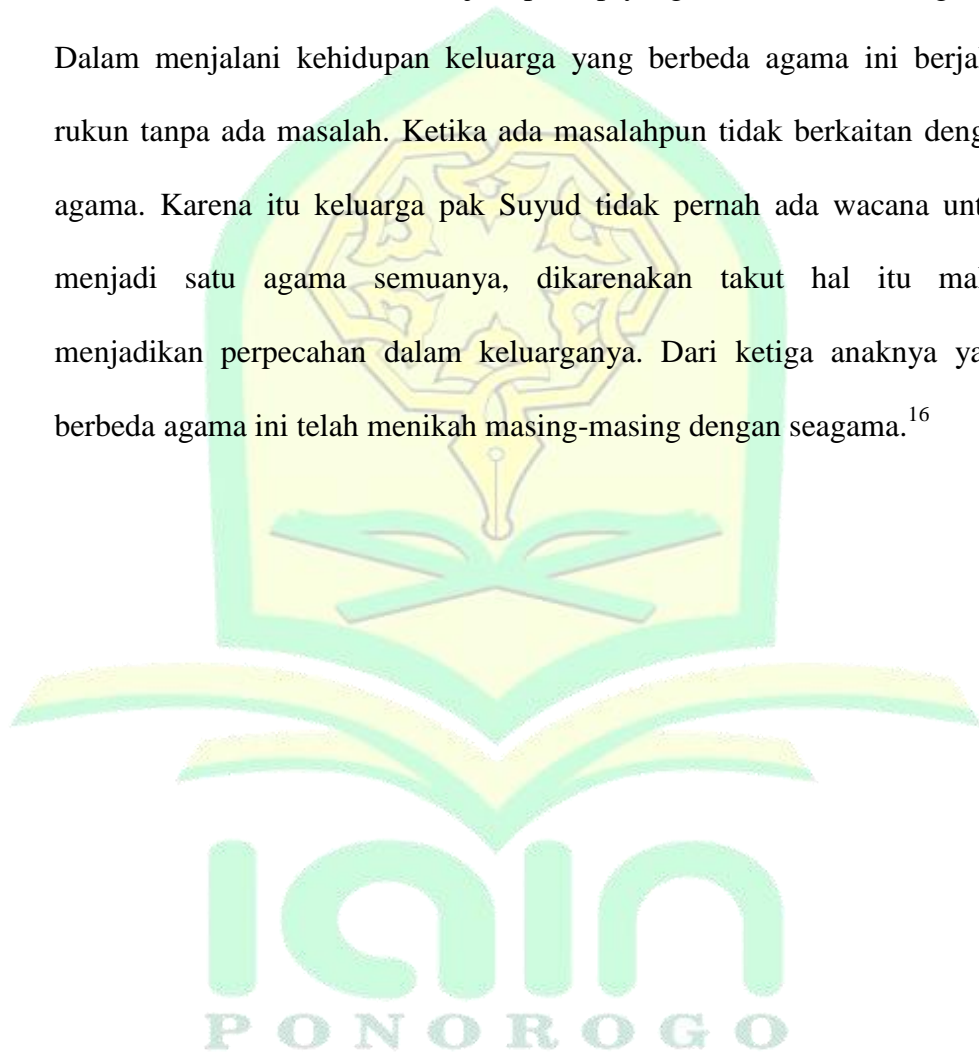 Dalam menjalani kehidupan keluarga yang berbeda agama ini berjal
rukun tanpa ada masalah. Ketika ada masalahpun tidak berkaitan deng
agama. Karena itu keluarga pak Suyud tidak pernah ada wacana unt
menjadi satu agama semuanya, dikarenakan takut hal itu mal
menjadikan perpecahan dalam keluarganya. Dari ketiga anaknya ya
berbeda agama ini telah menikah masing-masing dengan seagama.16
iain
PONOROGO